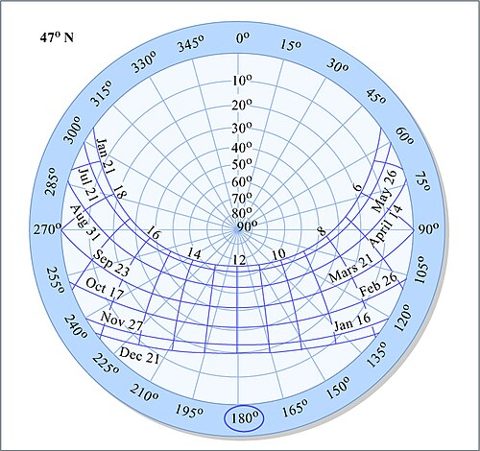 47º N
0º
15º
30º
45º
60º
75º
90º
105º
120º
135º
150º
165º
180º
195º
210º
225º
240º
255º
270º
285º
300º
315º
330º
345º
10º
20º
30º
40º
50º
60º
70º
80º
90º
Jan 21
Jul 21
Aug 31
Sep 23
Oct 17
Nov 27
Dec 21
May 26
April 14
Mars 21
Feb 26
Jan 16
18
16
14
12
10
8
6